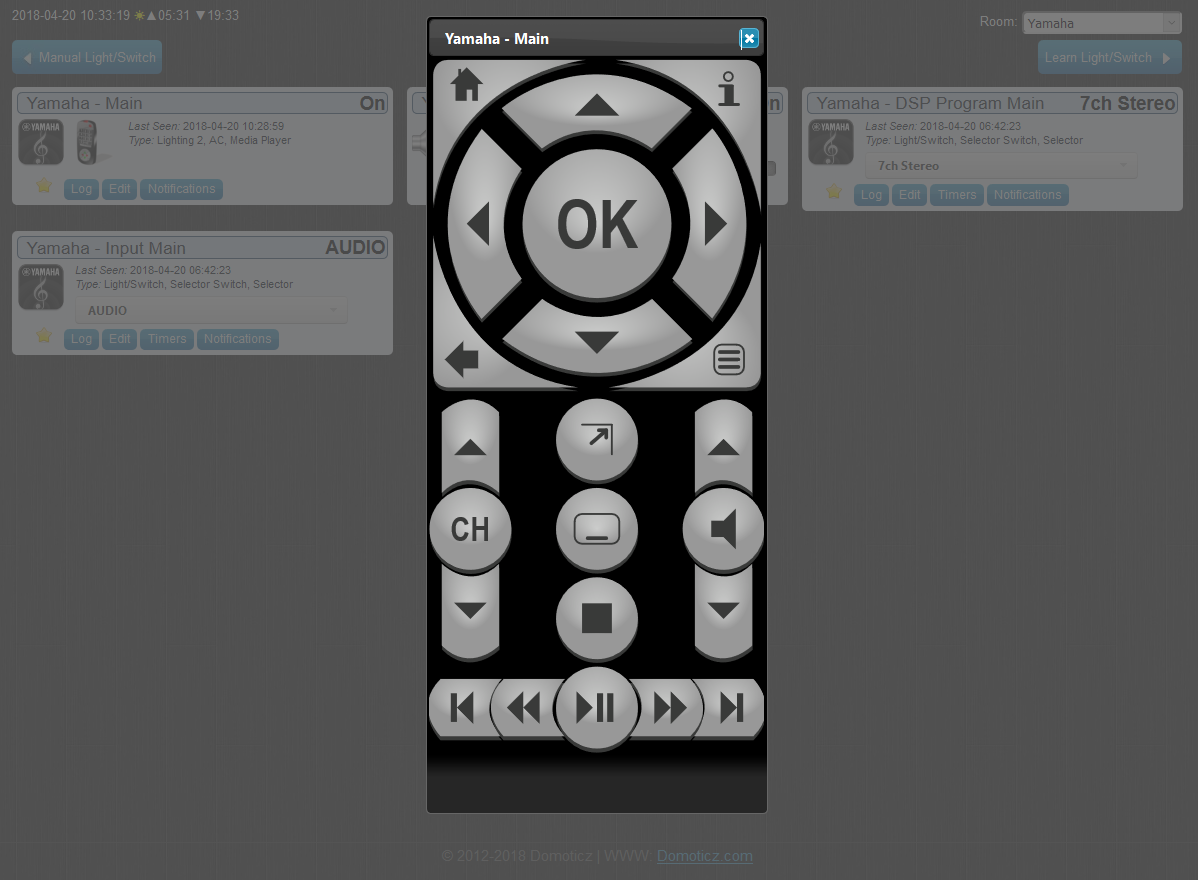 2018-04-20 10:33:19 ☀▲05:31 ▼19:33
Room: Yamaha
Manual Light/Switch
Learn Light/Switch
Yamaha - Main
OK
CH
Yamaha - Main On
YAMAHA
Last Seen: 2018-04-20 10:28:59
Type: Lighting 2, AC, Media Player
Log Edit Notifications
Yamaha - DSP Program Main 7ch Stereo
YAMAHA
Last Seen: 2018-04-20 06:42:23
Type: Light/Switch, Selector Switch, Selector
7ch Stereo
Log Edit Timers Notifications
Yamaha - Input Main AUDIO
YAMAHA
Last Seen: 2018-04-20 06:42:23
Type: Light/Switch, Selector Switch, Selector
AUDIO
Log Edit Timers Notifications
© 2012-2018 Domoticz | WWW: Domoticz.com